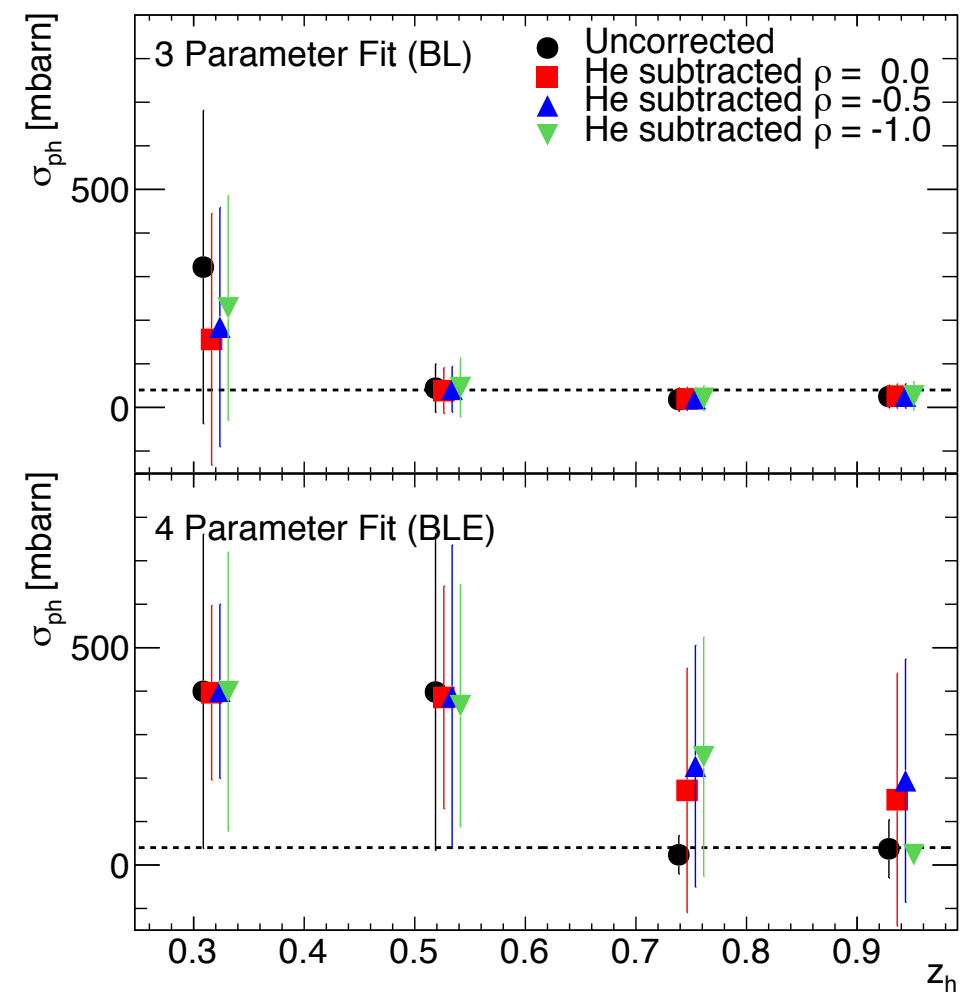 σph [mbarn]
3 Parameter Fit (BL)
Uncorrected
He subtracted ρ = 0.0
He subtracted ρ = -0.5
He subtracted ρ = -1.0
500
0
σph [mbarn]
4 Parameter Fit (BLE)
500
0
0.3 0.4 0.5 0.6 0.7 0.8 0.9
zh